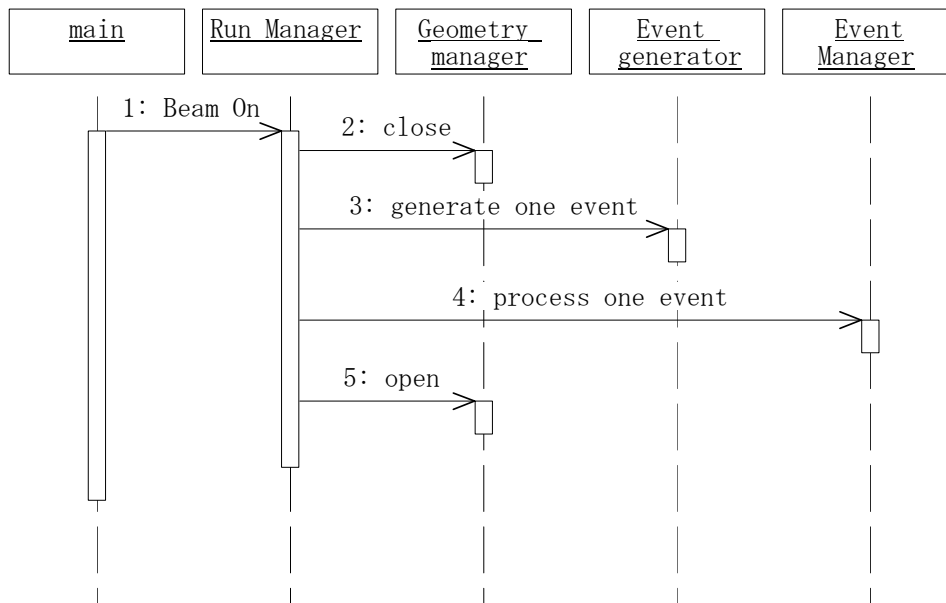 main
Run Manager
Geometry_
manager
Event
generator
Event
Manager
1: Beam On
2: close
3: generate one event
4: process one event
5: open